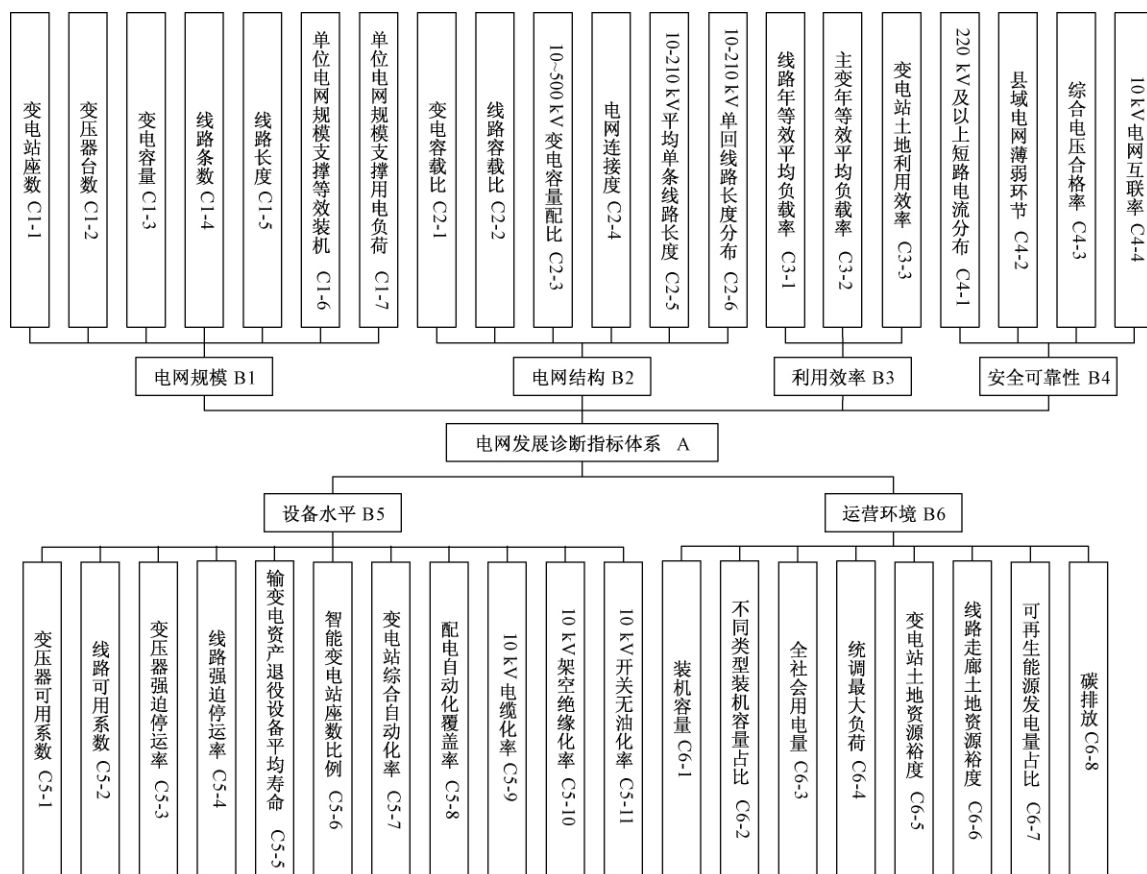 变电站座数 C1-1
变压器台数 C1-2
变电容量 C1-3
线路条数 C1-4
线路长度 C1-5
单位电网规模支撑等效装机 C1-6
单位电网规模支撑用电负荷 C1-7
变电容载比 C2-1
线路容载比 C2-2
10~500 kV 变电容量配比 C2-3
电网连接度 C2-4
10-210 kV平均单条线路长度 C2-5
10-210 kV 单回线路长度分布 C2-6
线路年等效平均负载率 C3-1
主变年等效平均负载率 C3-2
变电站土地利用效率 C3-3
220 kV及以上短路电流分布 C4-1
县域电网薄弱环节 C4-2
综合电压合格率 C4-3
10 kV 电网互联率 C4-4
电网规模 B1
电网结构 B2
利用效率 B3
安全可靠性 B4
电网发展诊断指标体系 A
设备水平 B5
运营环境 B6
变压器可用系数 C5-1
线路可用系数 C5-2
变压器强迫停运率 C5-3
线路强迫停运率 C5-4
输变电资产退役设备平均寿命 C5-5
智能变电站座数比例 C5-6
变电站综合自动化率 C5-7
配电自动化覆盖率 C5-8
10 kV 电缆化率 C5-9
10 kV 架空绝缘化率 C5-10
10 kV 开关无油化率 C5-11
装机容量 C6-1
不同类型装机容量占比 C6-2
全社会用电量 C6-3
统调最大负荷 C6-4
变电站土地资源裕度 C6-5
线路走廊土地资源裕度 C6-6
可再生能源发电量占比 C6-7
碳排放 C6-8